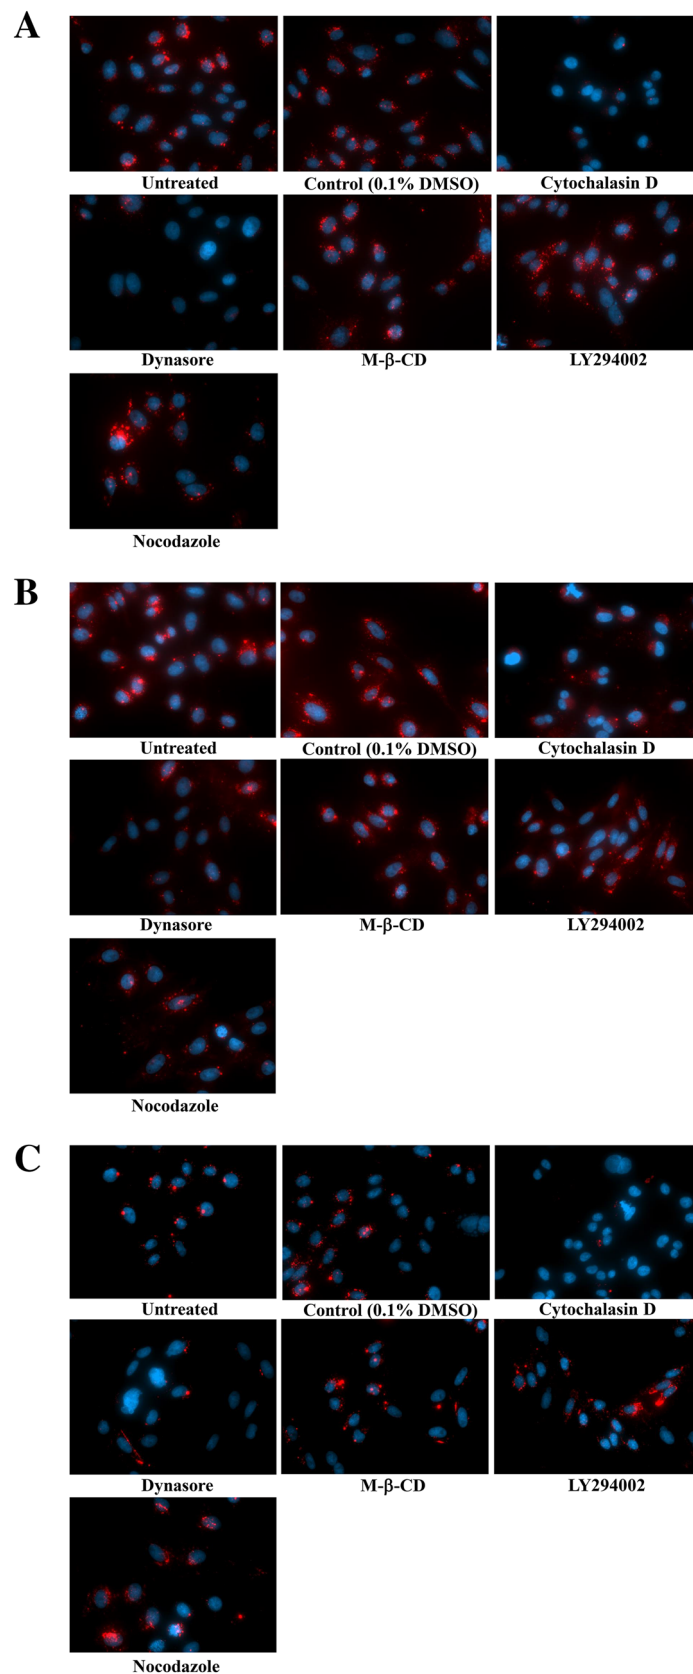 A
Untreated
Control (0.1% DMSO)
Cytochalasin D
Dynasore
M-β-CD
LY294002
Nocodazole
B
Untreated
Control (0.1% DMSO)
Cytochalasin D
Dynasore
M-β-CD
LY294002
Nocodazole
C
Untreated
Control (0.1% DMSO)
Cytochalasin D
Dynasore
M-β-CD
LY294002
Nocodazole